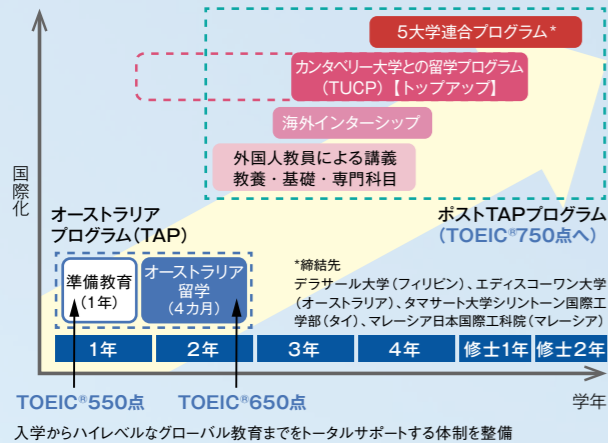 国際化
5大学連合プログラム*
カンタベリー大学との留学プログラム
(TUCP)【トップアップ】
海外インターシップ
外国人教員による講義
教養・基礎・専門科目
オーストラリア
プログラム(TAP)
ポストTAPプログラム
(TOEIC®750点へ)
準備教育
(1年)
オーストラリア
留学
(4カ月)
*締結先
デラサール大学(フィリピン)、エディスコーワン大学
(オーストラリア)、タマサート大学シリントーン国際工
学部(タイ)、マレーシア日本国際工科院(マレーシア)
1年 2年 3年 4年 修士1年 修士2年
TOEIC®550点 TOEIC®650点 学年
入学からハイレベルなグローバル教育までをトータルサポートする体制を整備